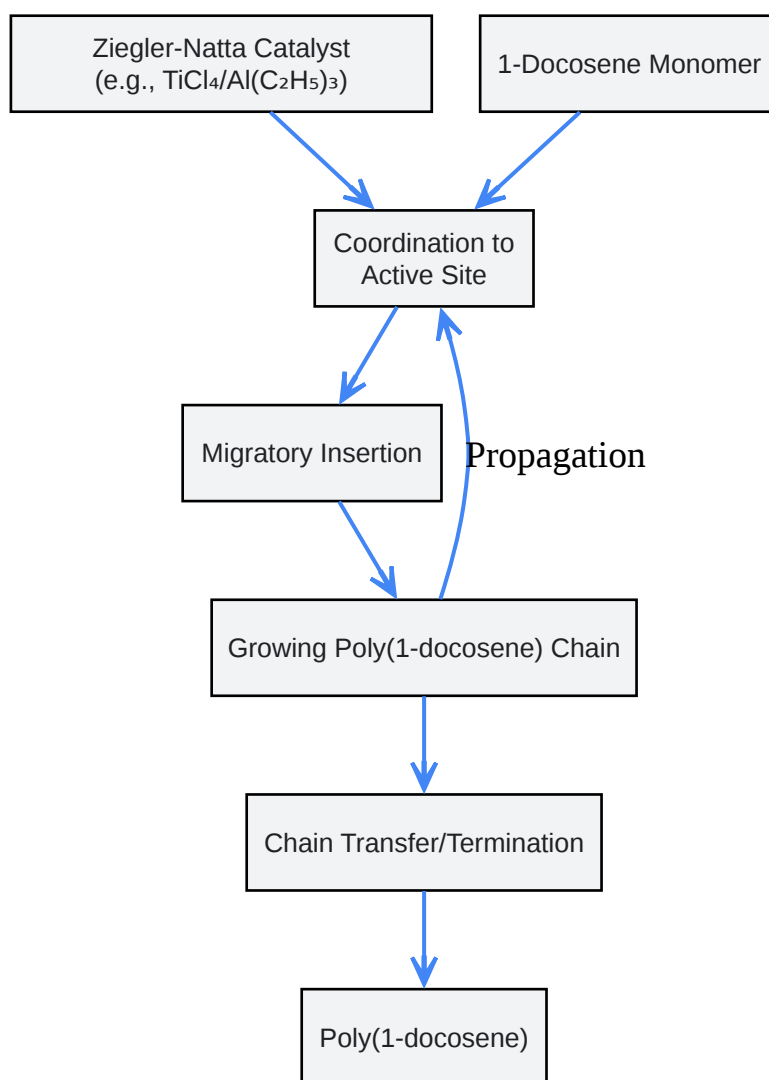 Ziegler-Natta Catalyst
(e.g., TiCl₄/Al(C₂H₅)₃)
1-Docosene Monomer
Coordination to
Active Site
Migratory Insertion
Propagation
Growing Poly(1-docosene) Chain
Chain Transfer/Termination
Poly(1-docosene)